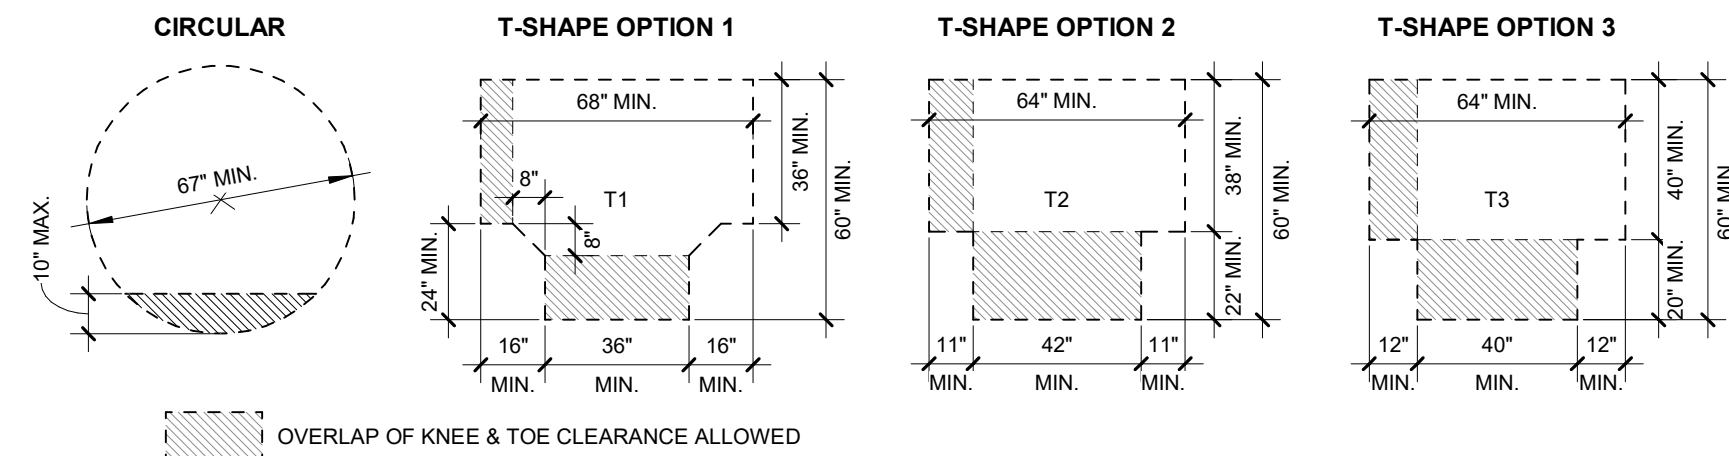 CIRCULAR
67" MIN.
10" MAX.
T-SHAPE OPTION 1
68" MIN.
36" MIN.
60" MIN.
8"
T1
8"
24" MIN.
16" 36" 16"
MIN. MIN. MIN.
T-SHAPE OPTION 2
64" MIN.
38" MIN.
60" MIN.
T2
22" MIN.
11" 42" 11"
MIN. MIN. MIN.
T-SHAPE OPTION 3
64" MIN.
40" MIN.
60" MIN.
T3
20" MIN.
12" 40" 12"
MIN. MIN. MIN.
OVERLAP OF KNEE & TOE CLEARANCE ALLOWED